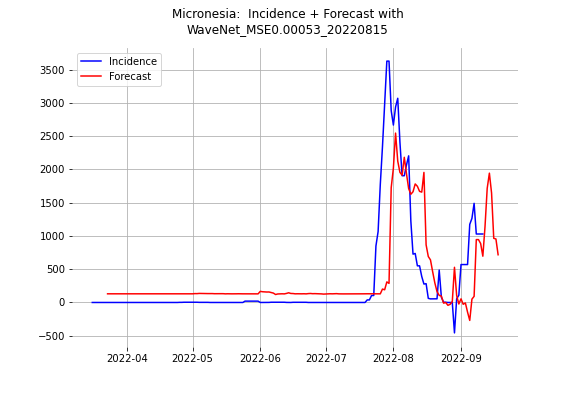 Micronesia:  Incidence + Forecast with
WaveNet_MSE0.00053_20220815
Incidence
Forecast
3500
3000
2500
2000
1500
1000
500
0
−500
2022-04 2022-05 2022-06 2022-07 2022-08 2022-09